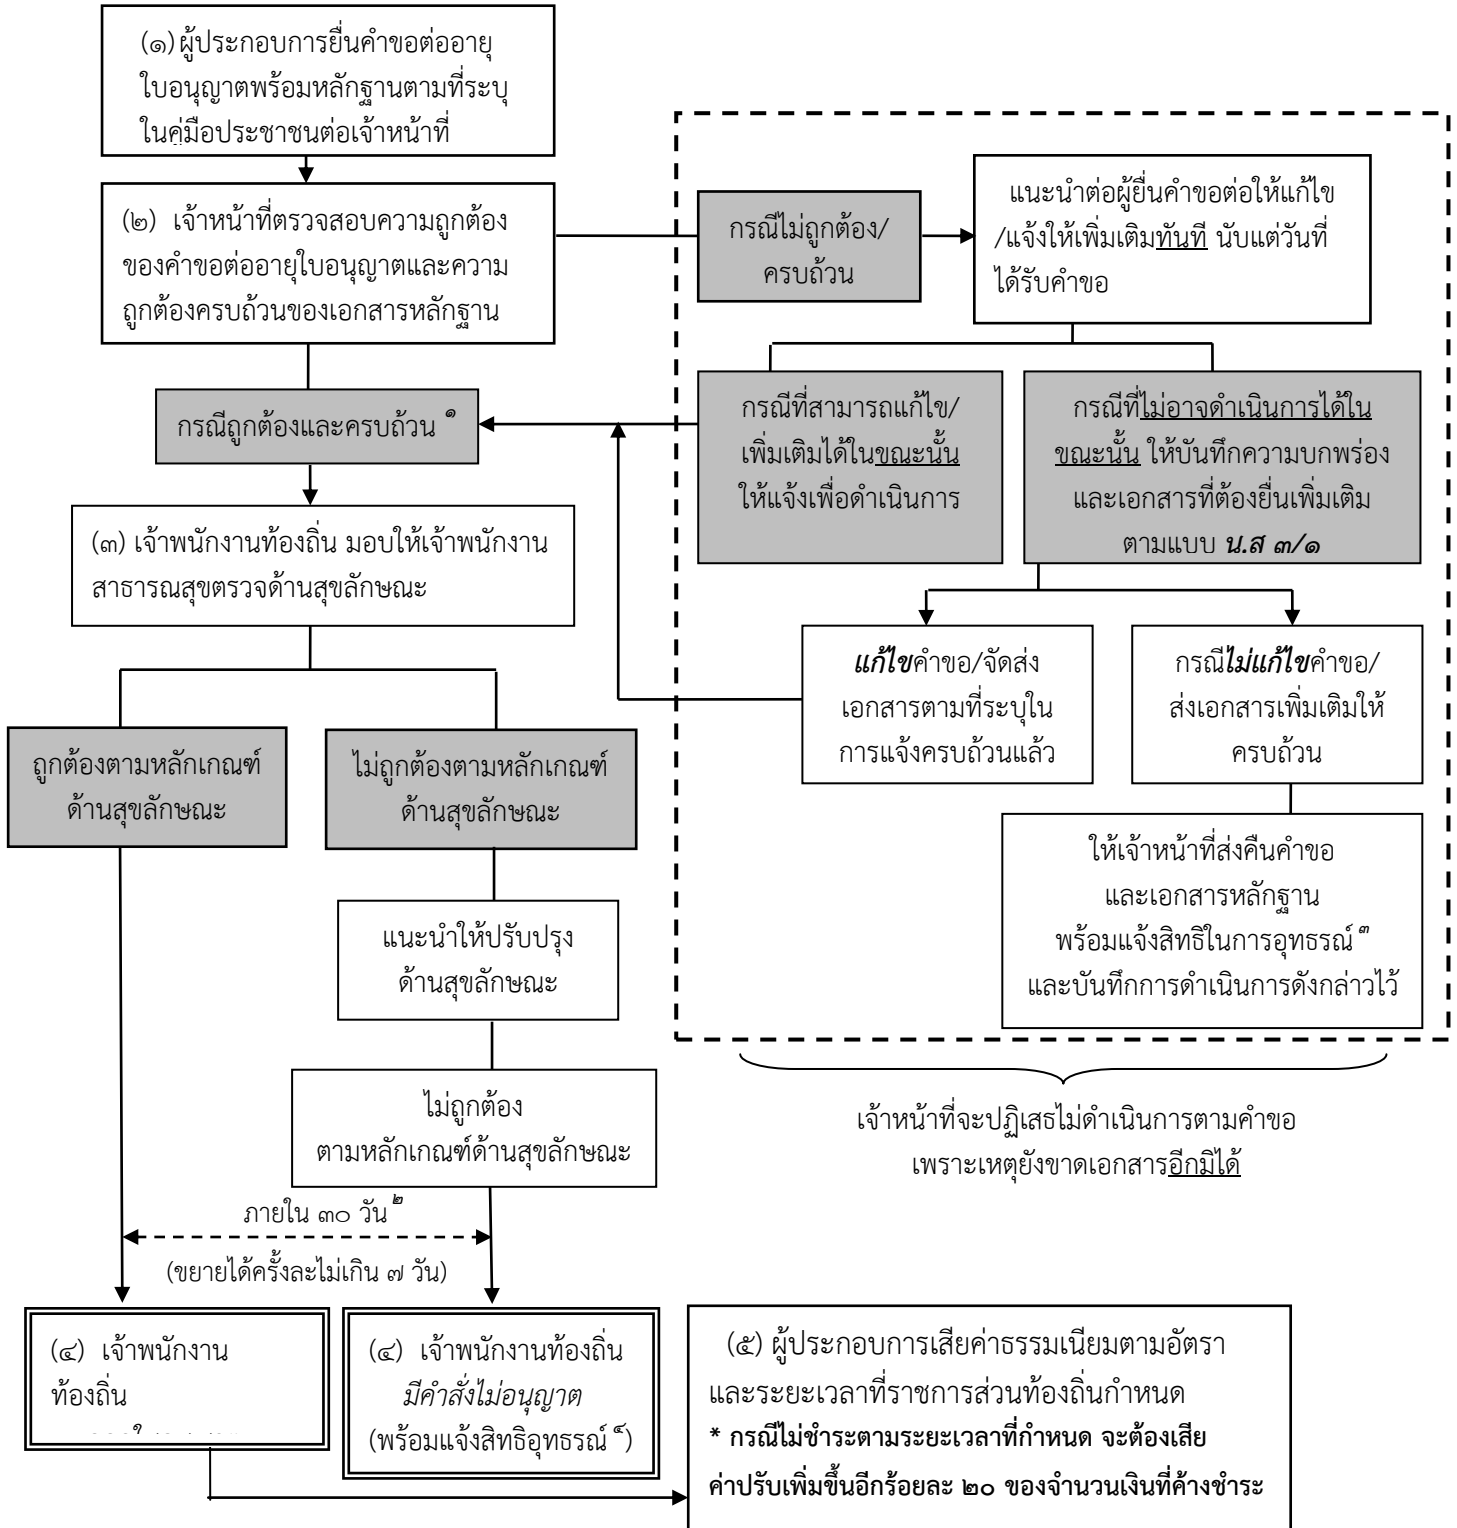 (๑) ผู้ประกอบการยื่นคำขอต่ออายุ
ใบอนุญาตพร้อมหลักฐานตามที่ระบุ
ในคู่มือประชาชนต่อเจ้าหน้าที่
(๒) เจ้าหน้าที่ตรวจสอบความถูกต้อง
ของคำขอต่ออายุใบอนุญาตและความ
ถูกต้องครบถ้วนของเอกสารหลักฐาน
กรณีไม่ถูกต้อง/
ครบถ้วน
แนะนำต่อผู้ยื่นคำขอต่อให้แก้ไข
/แจ้งให้เพิ่มเติมทันที นับแต่วันที่
ได้รับคำขอ
กรณีถูกต้องและครบถ้วน ๑
กรณีที่สามารถแก้ไข/
เพิ่มเติมได้ในขณะนั้น
ให้แจ้งเพื่อดำเนินการ
กรณีที่ไม่อาจดำเนินการได้ใน
ขณะนั้น ให้บันทึกความบกพร่อง
และเอกสารที่ต้องยื่นเพิ่มเติม
ตามแบบ น.ส ๓/๑
(๓) เจ้าพนักงานท้องถิ่น มอบให้เจ้าพนักงาน
สาธารณสุขตรวจด้านสุขลักษณะ
แก้ไขคำขอ/จัดส่ง
เอกสารตามที่ระบุใน
การแจ้งครบถ้วนแล้ว
กรณีไม่แก้ไขคำขอ/
ส่งเอกสารเพิ่มเติมให้
ครบถ้วน
ถูกต้องตามหลักเกณฑ์
ด้านสุขลักษณะ
ไม่ถูกต้องตามหลักเกณฑ์
ด้านสุขลักษณะ
ให้เจ้าหน้าที่ส่งคืนคำขอ
และเอกสารหลักฐาน
พร้อมแจ้งสิทธิในการอุทธรณ์ ๓
และบันทึกการดำเนินการดังกล่าวไว้
แนะนำให้ปรับปรุง
ด้านสุขลักษณะ
ไม่ถูกต้อง
ตามหลักเกณฑ์ด้านสุขลักษณะ
เจ้าหน้าที่จะปฏิเสธไม่ดำเนินการตามคำขอ
เพราะเหตุยังขาดเอกสารอีกมิได้
ภายใน ๓๐ วัน ๒
(ขยายได้ครั้งละไม่เกิน ๗ วัน)
(๔) เจ้าพนักงาน
ท้องถิ่น
(๔) เจ้าพนักงานท้องถิ่น
มีคำสั่งไม่อนุญาต
(พร้อมแจ้งสิทธิอุทธรณ์ ๔)
(๕) ผู้ประกอบการเสียค่าธรรมเนียมตามอัตรา
และระยะเวลาที่ราชการส่วนท้องถิ่นกำหนด
* กรณีไม่ชำระตามระยะเวลาที่กำหนด จะต้องเสีย
ค่าปรับเพิ่มขึ้นอีกร้อยละ ๒๐ ของจำนวนเงินที่ค้างชำระ